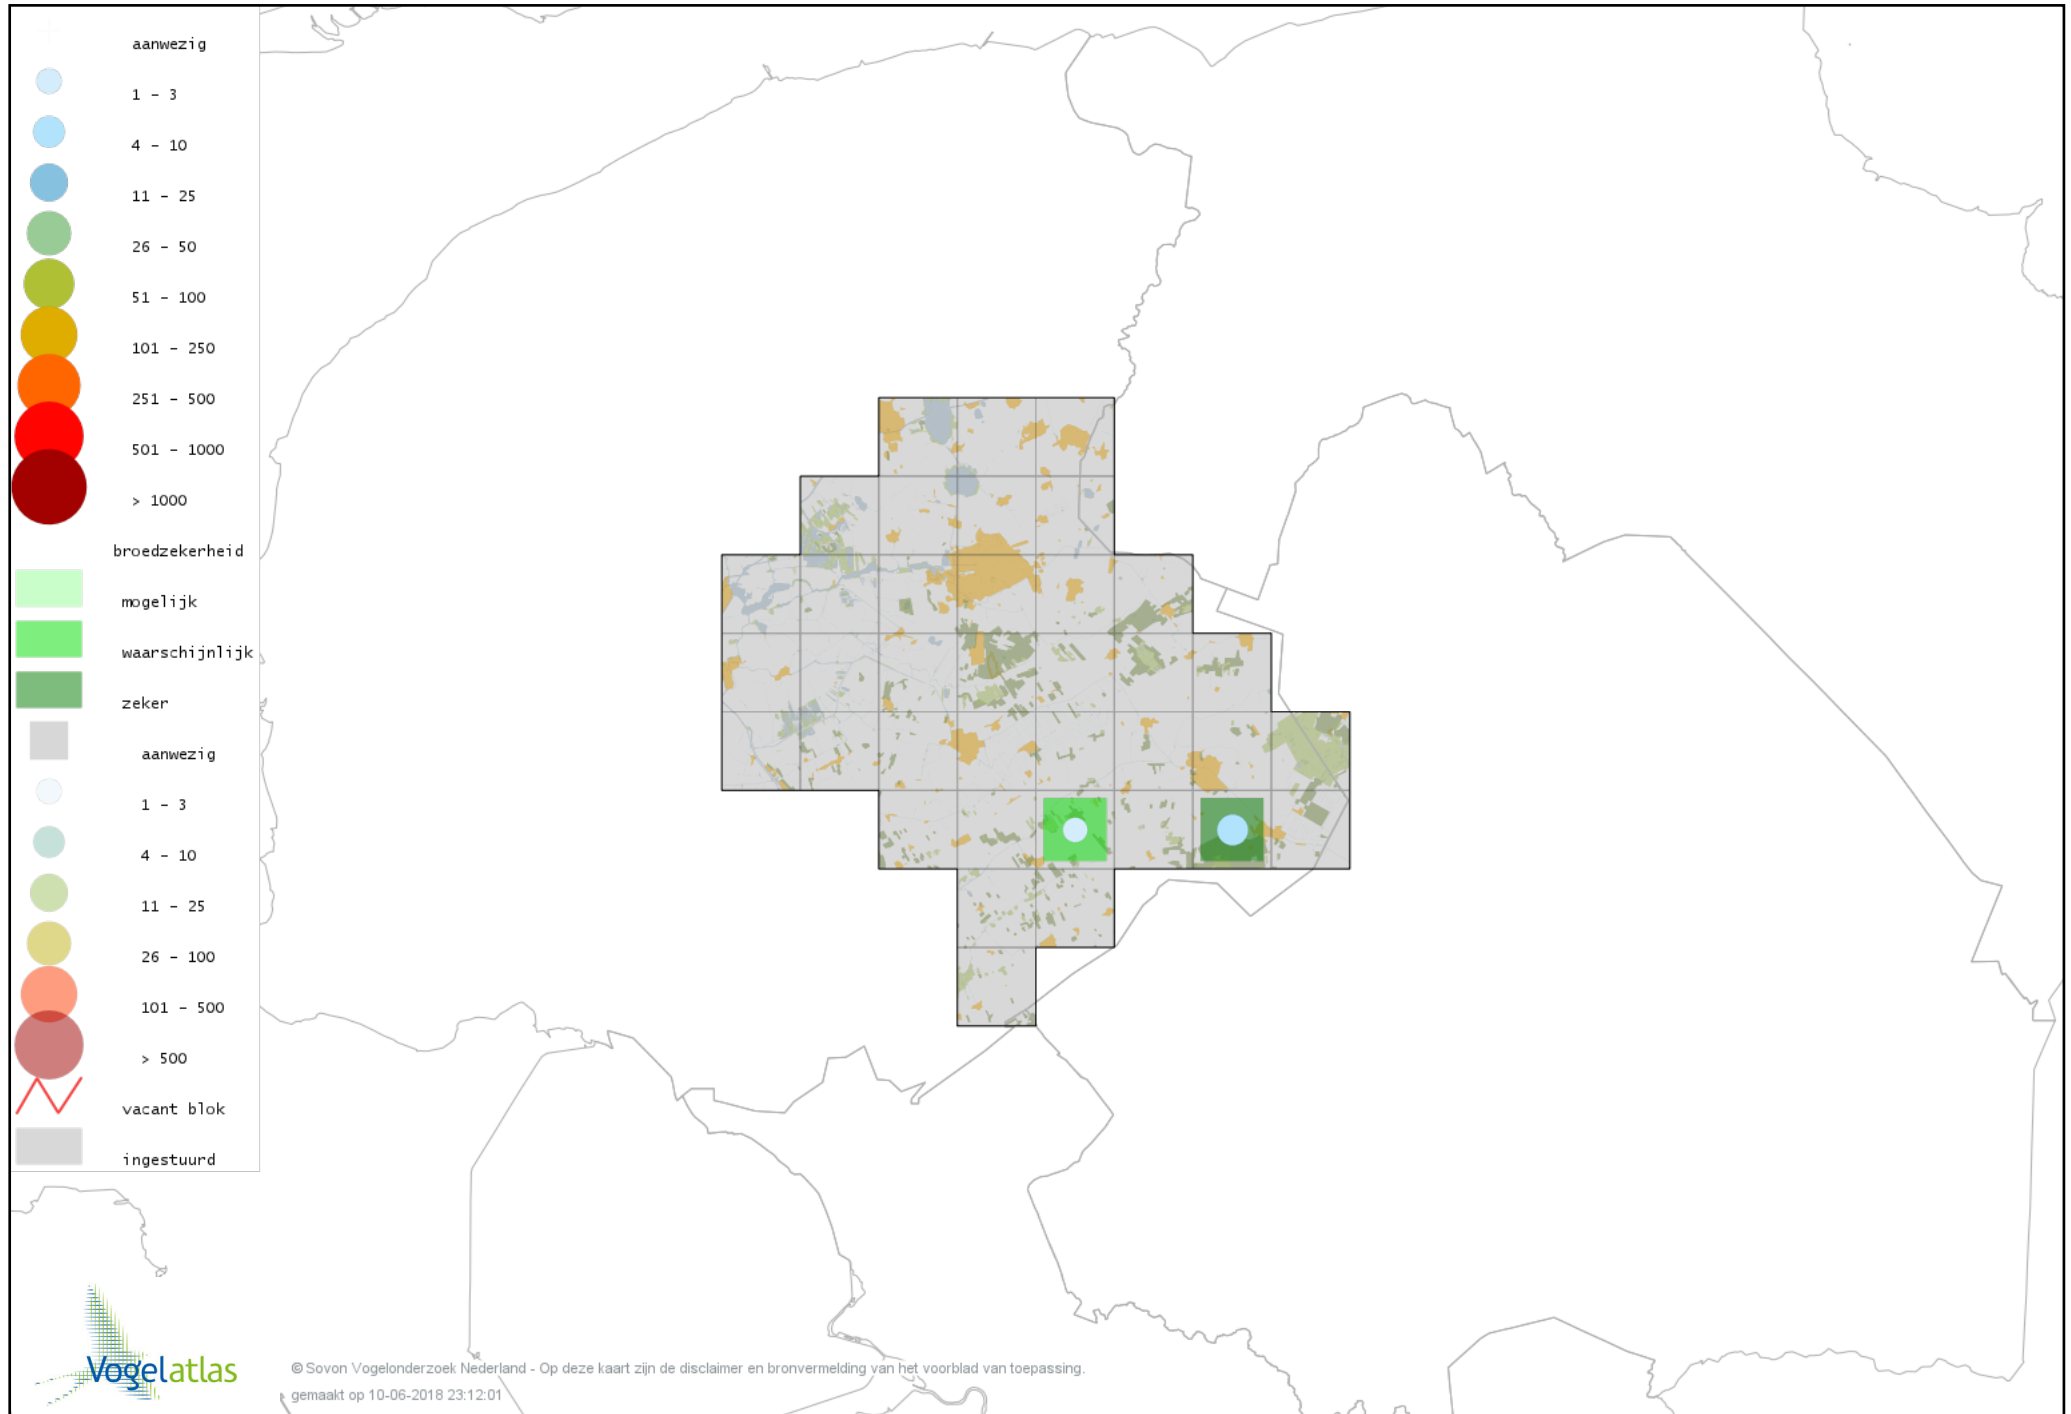 aanwezig
1 - 3
4 - 10
11 - 25
26 - 50
51 - 100
101 - 250
251 - 500
501 - 1000
> 1000
broedzekerheid
mogelijk
waarschijnlijk
zeker
aanwezig
1 - 3
4 - 10
11 - 25
26 - 100
101 - 500
> 500
vacant blok
ingestuurd
Vogelatlas
© Sovon Vogelonderzoek Nederland - Op deze kaart zijn de disclaimer en bronvermelding van het voorblad van toepassing.
gemaakt op 10-06-2018 23:12:01